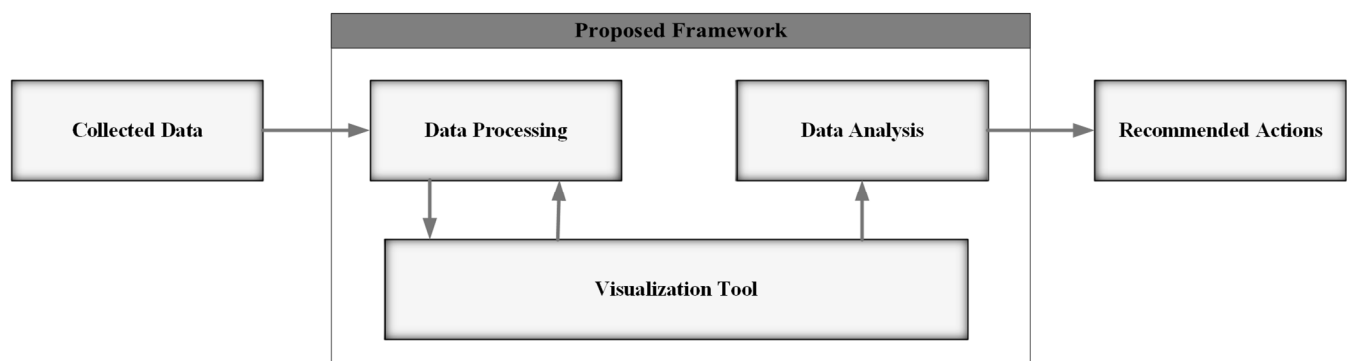 Proposed Framework
Collected Data
Data Processing
Data Analysis
Recommended Actions
Visualization Tool